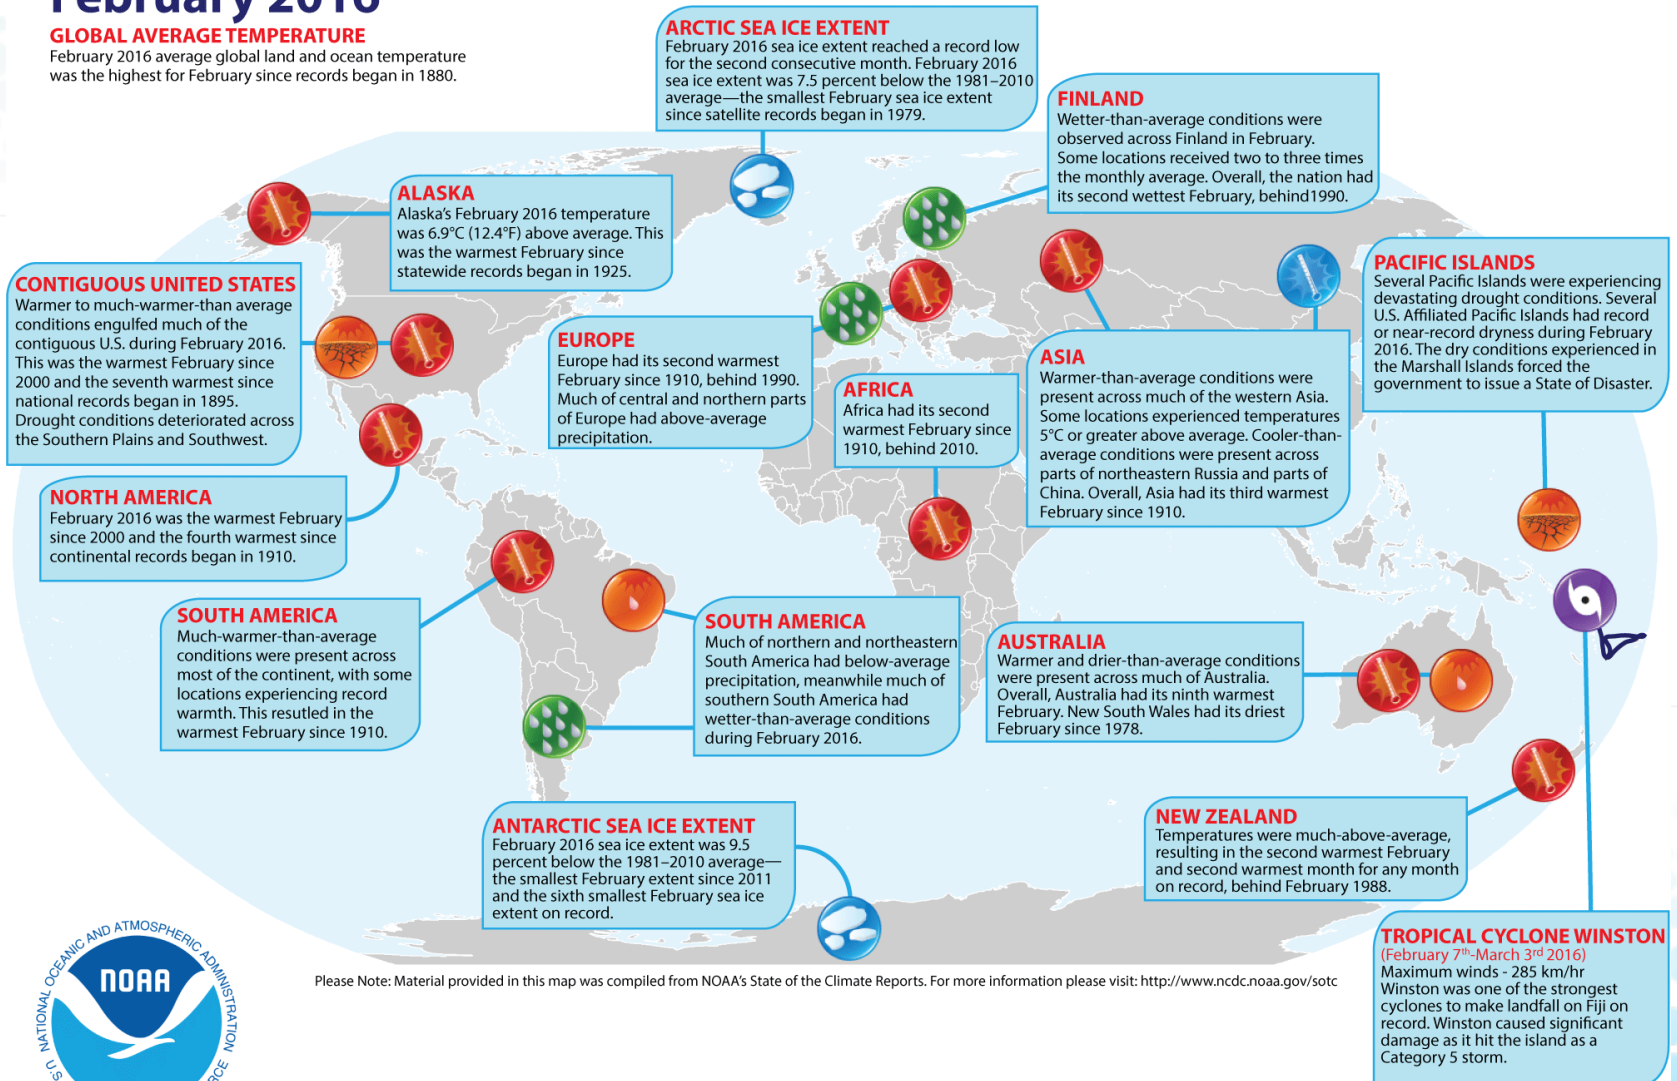 February 2016
GLOBAL AVERAGE TEMPERATURE
February 2016 average global land and ocean temperature
was the highest for February since records began in 1880.
ARCTIC SEA ICE EXTENT
February 2016 sea ice extent reached a record low
for the second consecutive month. February 2016
sea ice extent was 7.5 percent below the 1981–2010
average—the smallest February sea ice extent
since satellite records began in 1979.
FINLAND
Wetter-than-average conditions were
observed across Finland in February.
Some locations received two to three times
the monthly average. Overall, the nation had
its second wettest February, behind1990.
ALASKA
Alaska's February 2016 temperature
was 6.9°C (12.4°F) above average. This
was the warmest February since
statewide records began in 1925.
CONTIGUOUS UNITED STATES
Warmer to much-warmer-than average
conditions engulfed much of the
contiguous U.S. during February 2016.
This was the warmest February since
2000 and the seventh warmest since
national records began in 1895.
Drought conditions deteriorated across
the Southern Plains and Southwest.
PACIFIC ISLANDS
Several Pacific Islands were experiencing
devastating drought conditions. Several
U.S. Affiliated Pacific Islands had record
or near-record dryness during February
2016. The dry conditions experienced in
the Marshall Islands forced the
government to issue a State of Disaster.
EUROPE
Europe had its second warmest
February since 1910, behind 1990.
Much of central and northern parts
of Europe had above-average
precipitation.
AFRICA
Africa had its second
warmest February since
1910, behind 2010.
ASIA
Warmer-than-average conditions were
present across much of the western Asia.
Some locations experienced temperatures
5°C or greater above average. Cooler-than-
average conditions were present across
parts of northeastern Russia and parts of
China. Overall, Asia had its third warmest
February since 1910.
NORTH AMERICA
February 2016 was the warmest February
since 2000 and the fourth warmest since
continental records began in 1910.
SOUTH AMERICA
Much-warmer-than-average
conditions were present across
most of the continent, with some
locations experiencing record
warmth. This resutled in the
warmest February since 1910.
SOUTH AMERICA
Much of northern and northeastern
South America had below-average
precipitation, meanwhile much of
southern South America had
wetter-than-average conditions
during February 2016.
AUSTRALIA
Warmer and drier-than-average conditions
were present across much of Australia.
Overall, Australia had its ninth warmest
February. New South Wales had its driest
February since 1978.
ANTARCTIC SEA ICE EXTENT
February 2016 sea ice extent was 9.5
percent below the 1981–2010 average—
the smallest February extent since 2011
and the sixth smallest February sea ice
extent on record.
NEW ZEALAND
Temperatures were much-above-average,
resulting in the second warmest February
and second warmest month for any month
on record, behind February 1988.
TROPICAL CYCLONE WINSTON
(February 7th-March 3rd 2016)
Maximum winds - 285 km/hr
Winston was one of the strongest
cyclones to make landfall on Fiji on
record. Winston caused significant
damage as it hit the island as a
Category 5 storm.
Please Note: Material provided in this map was compiled from NOAA's State of the Climate Reports. For more information please visit: http://www.ncdc.noaa.gov/sotc
NATIONAL OCEANIC AND ATMOSPHERIC ADMINISTRATION
NOAA
U.S.